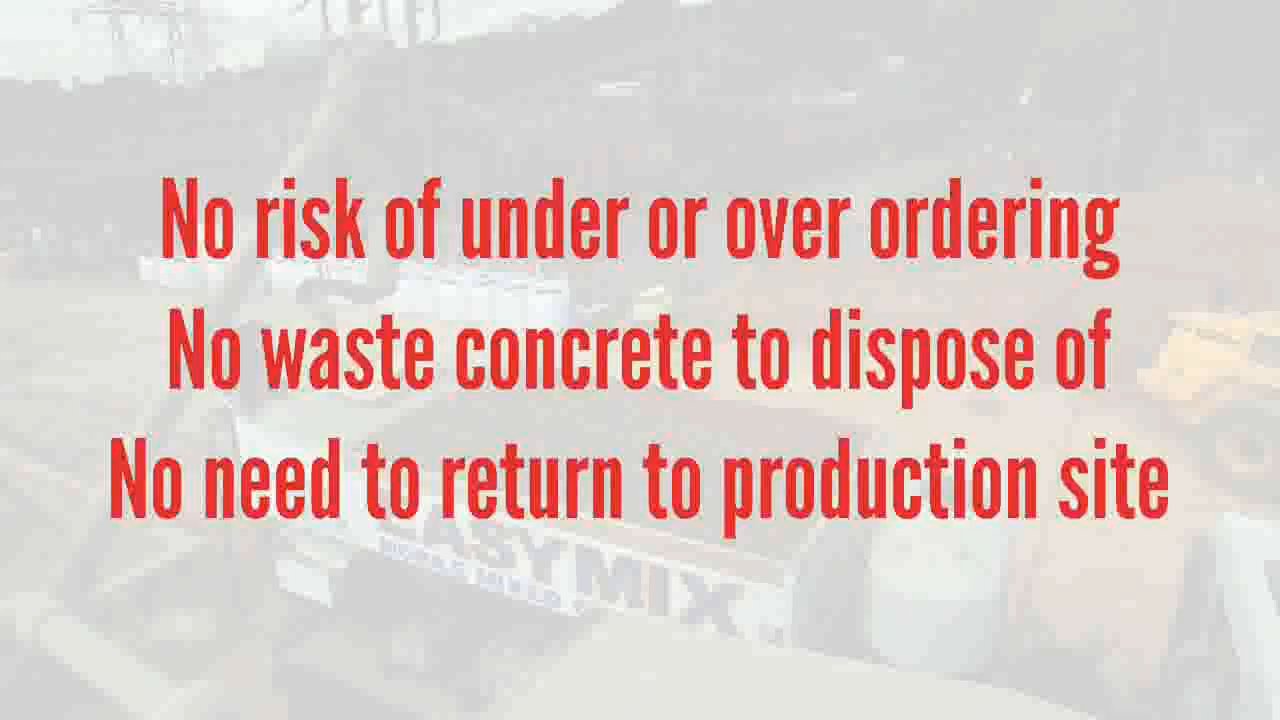 No risk of under or over ordering
No waste concrete to dispose of
No need to return to production site
EASYMIX